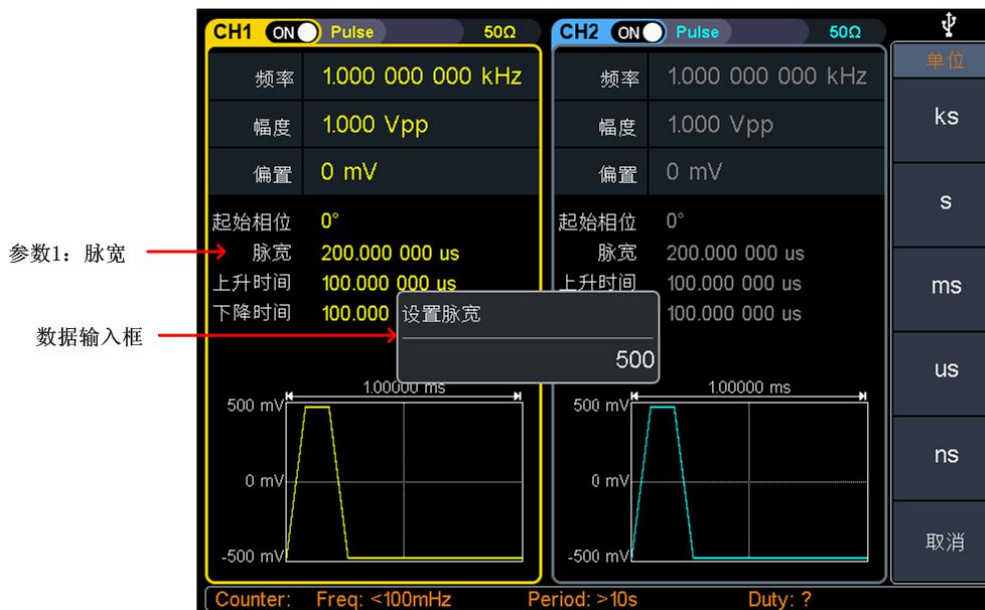 CH1 ON Pulse 50Ω
频率 1.000 000 000 kHz
幅度 1.000 Vpp
偏置 0 mV
起始相位 0°
脉宽 200.000 000 us
上升时间 100.000 000 us
下降时间 100.000
1.00000 ms
500 mV
0 mV
-500 mV
CH2 ON Pulse 50Ω
频率 1.000 000 000 kHz
幅度 1.000 Vpp
偏置 0 mV
起始相位 0°
脉宽 200.000 000 us
上升时间 100.000 000 us
100.000 000 us
1.00000 ms
500 mV
0 mV
-500 mV
设置脉宽
500
参数1：脉宽
数据输入框
单位
ks
s
ms
us
ns
取消
Counter: Freq: <100mHz Period: >10s Duty: ?